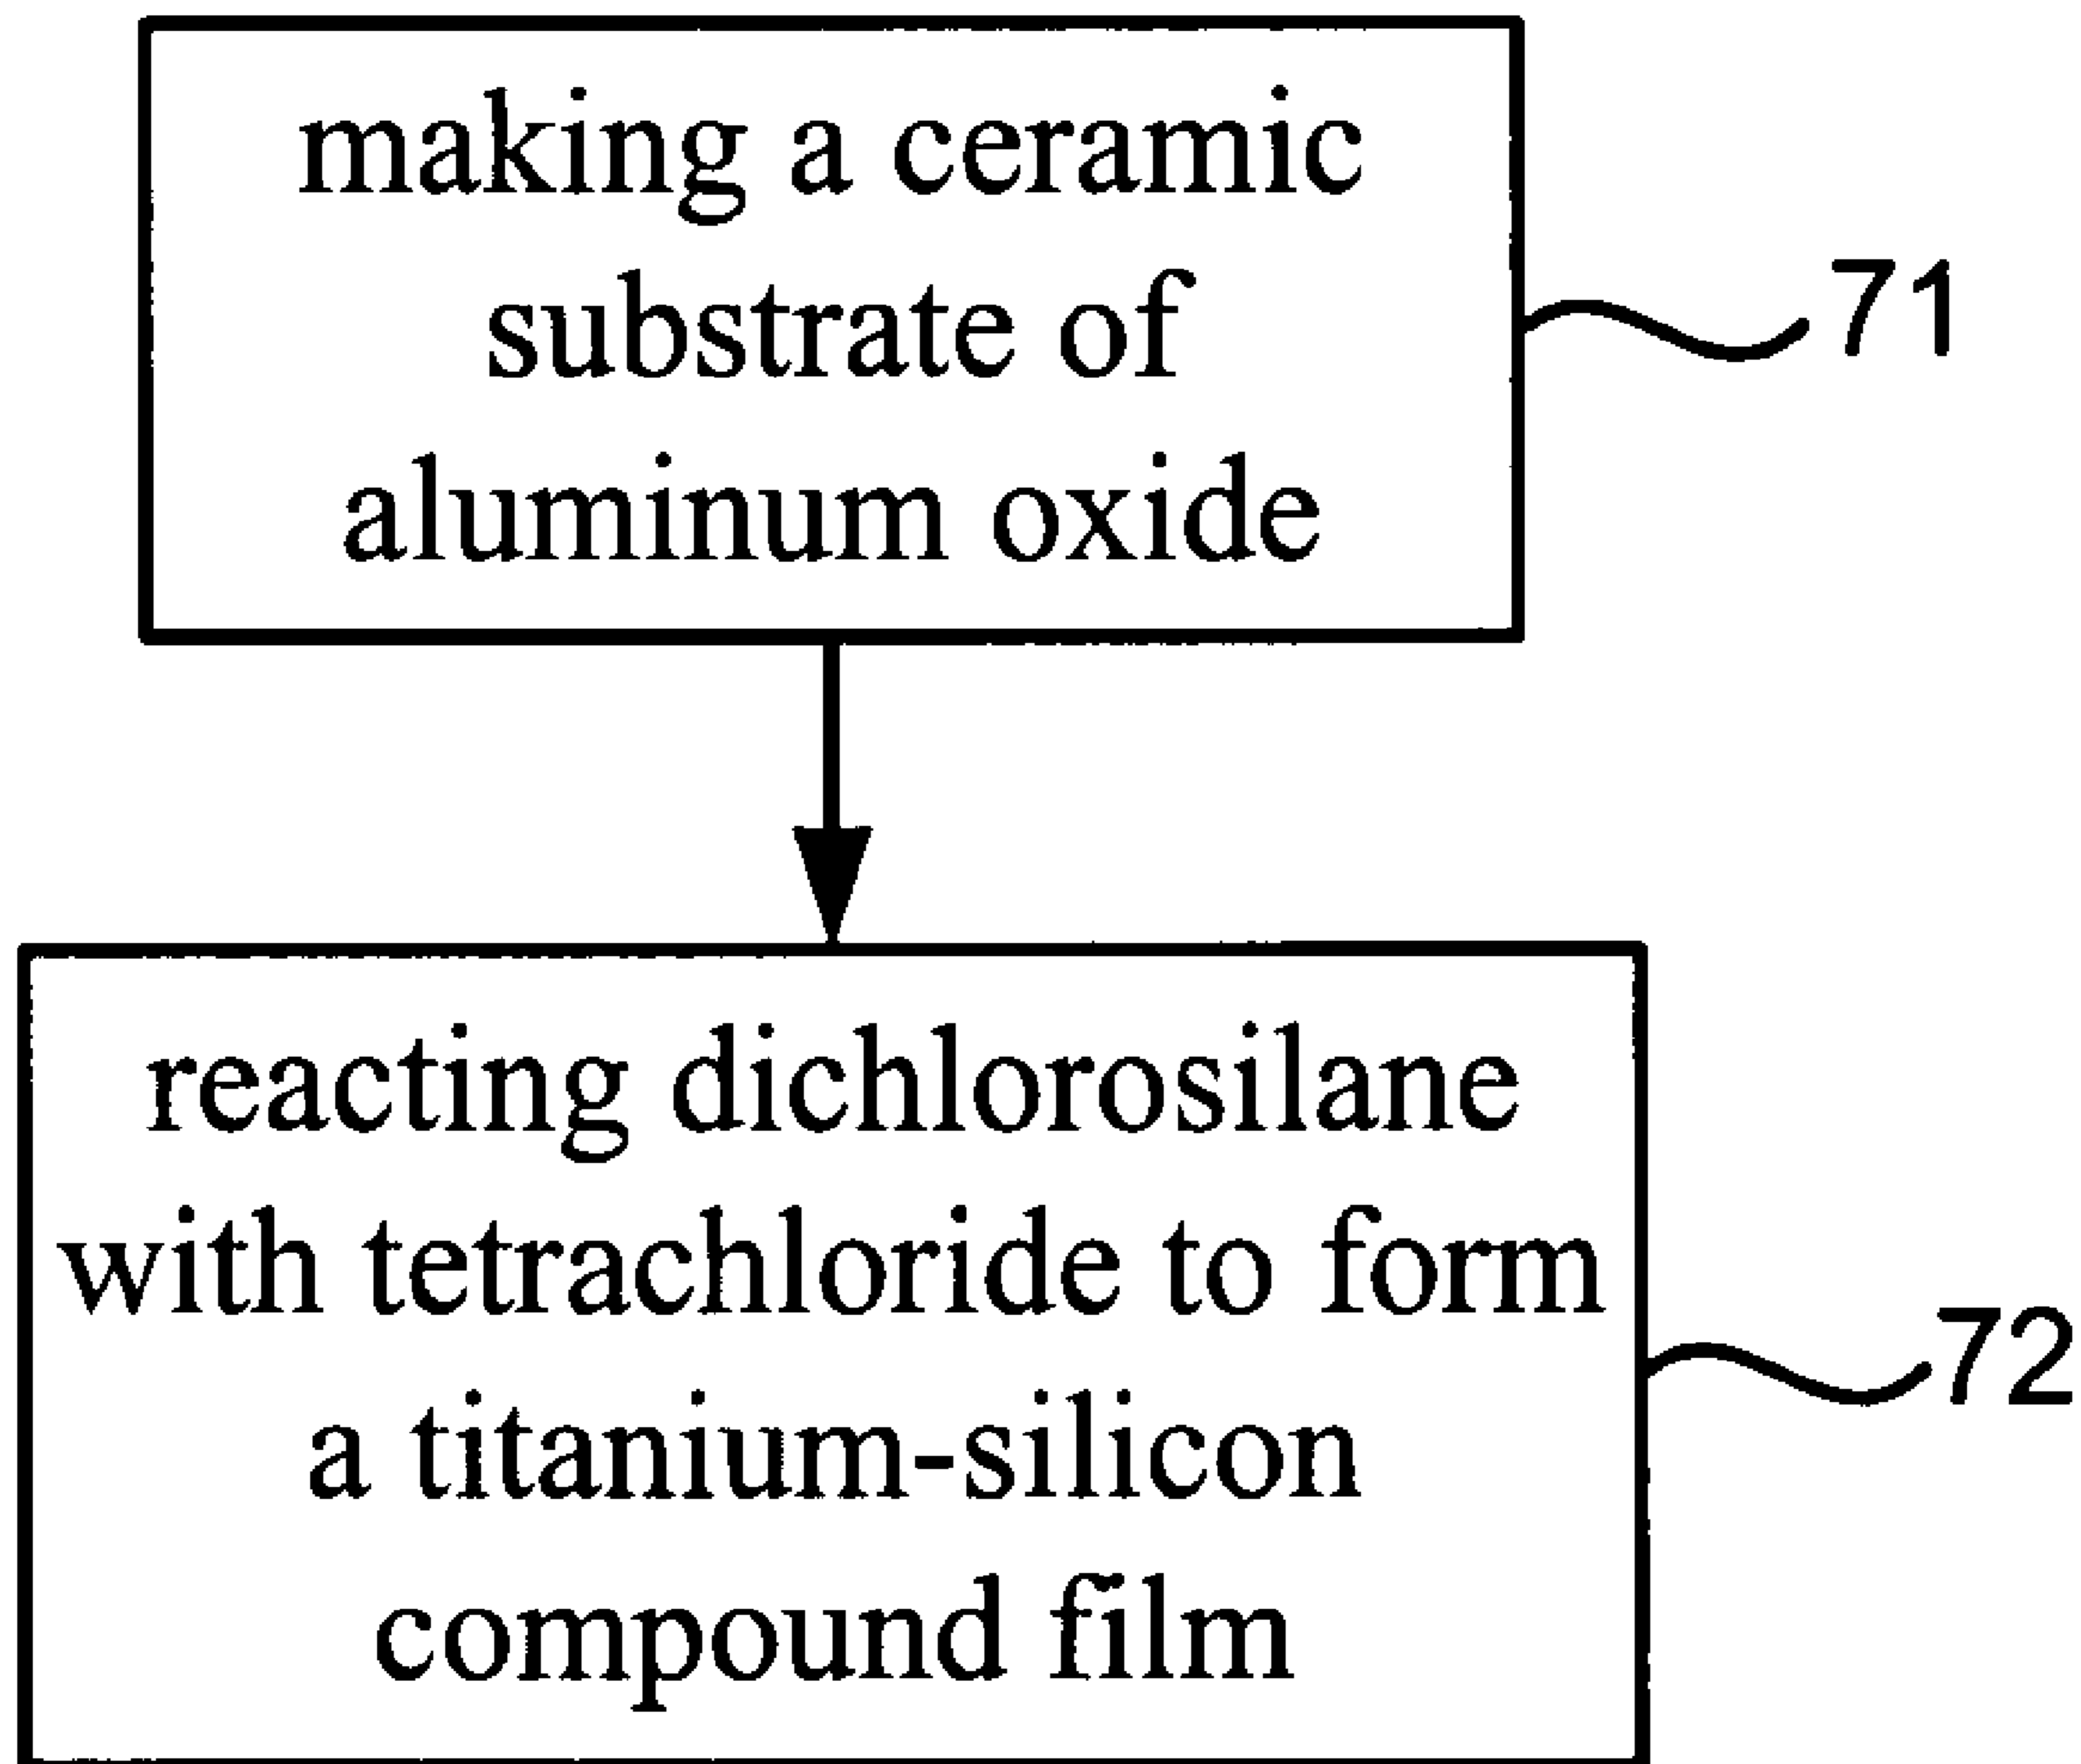 making a ceramic
substrate of
aluminum oxide
71
reacting dichlorosilane
with tetrachloride to form
a titanium-silicon
compound film
72